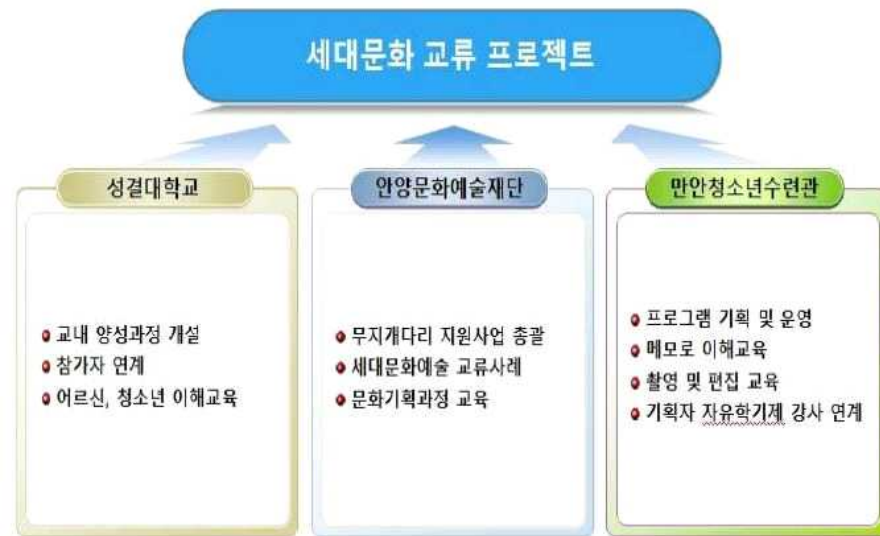 세대문화 교류 프로젝트
성결대학교
교내 양성과정 개설
참가자 연계
어르신, 청소년 이해교육
안양문화예술재단
무지개다리 지원사업 총괄
세대문화예술 교류사례
문화기획과정 교육
만안청소년수련관
프로그램 기획 및 운영
메모로 이해교육
촬영 및 편집 교육
기획자 자유학기제 강사 연계